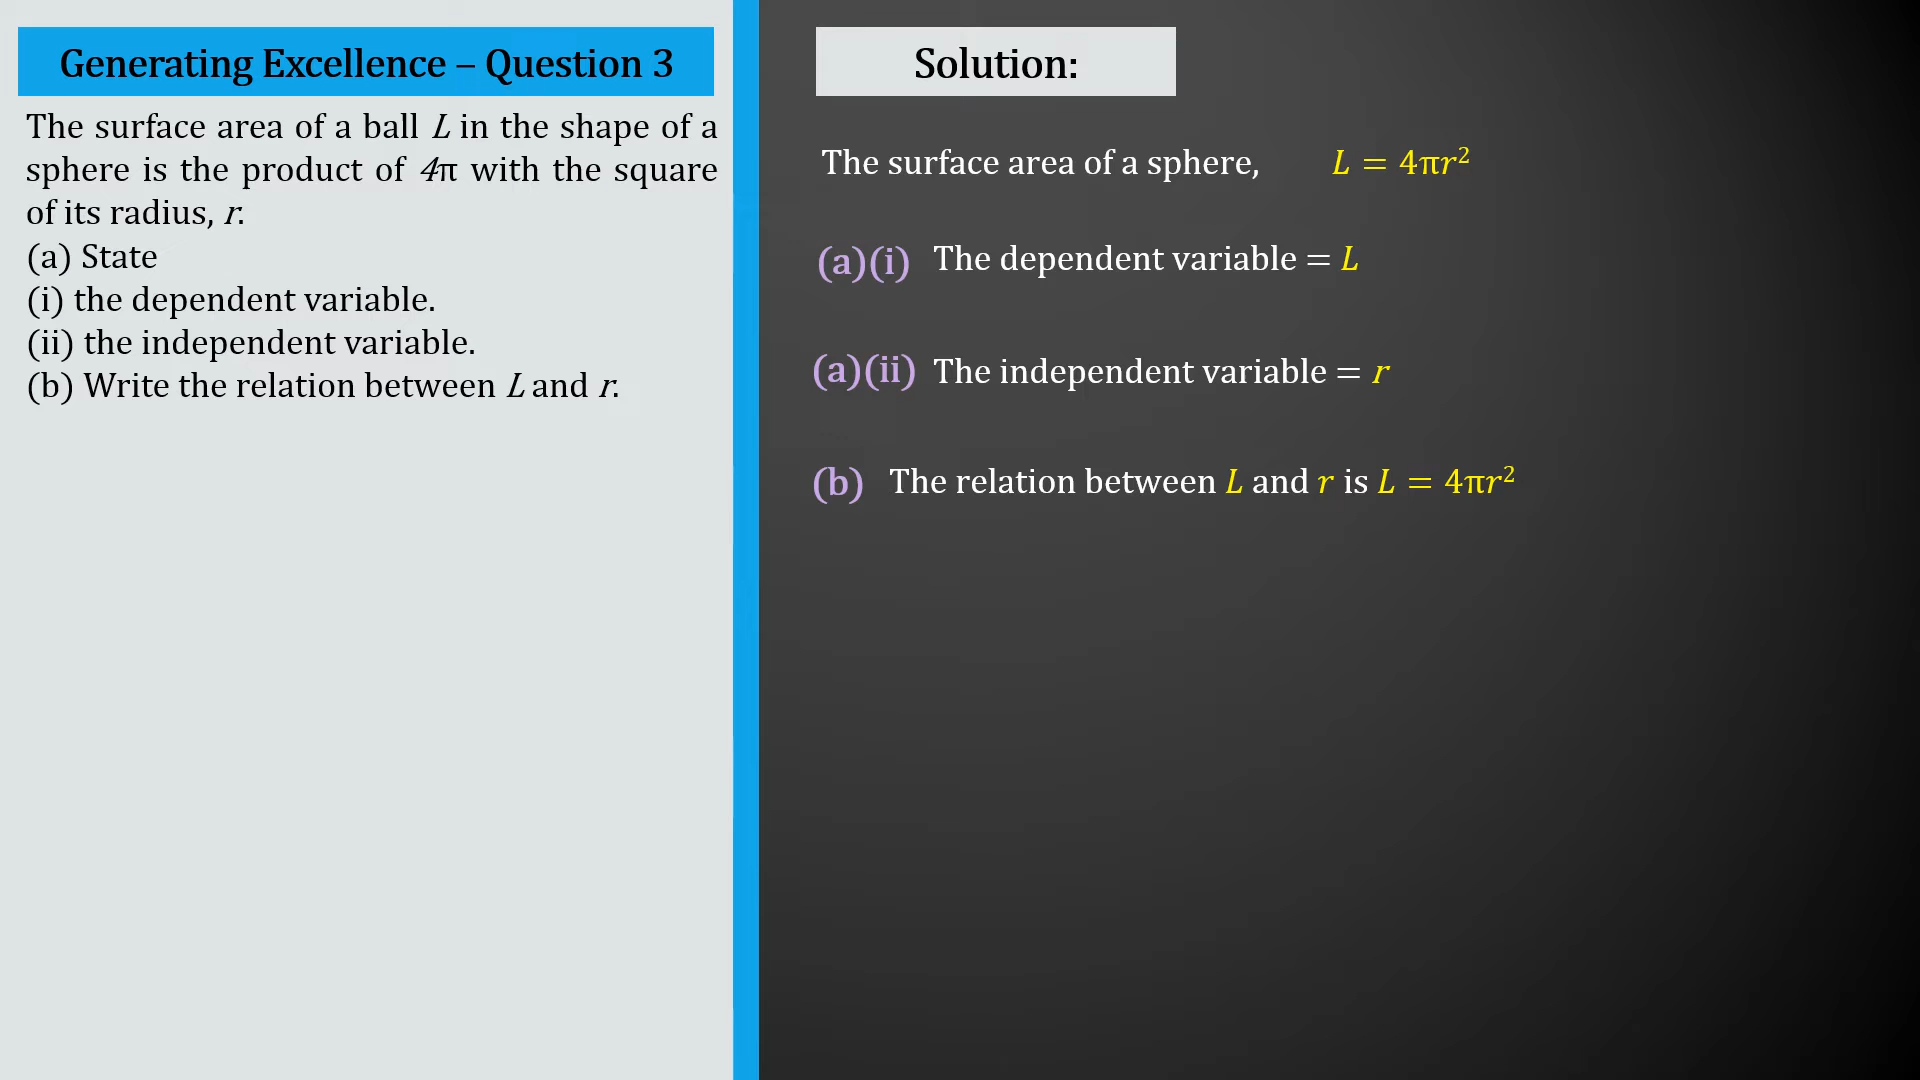 Generating Excellence – Question 3
The surface area of a ball L in the shape of a
sphere is the product of 4π with the square
of its radius, r.
(a) State
(i) the dependent variable.
(ii) the independent variable.
(b) Write the relation between L and r.
Solution:
The surface area of a sphere, L = 4πr²
(a)(i) The dependent variable = L
(a)(ii) The independent variable = r
(b) The relation between L and r is L = 4πr²